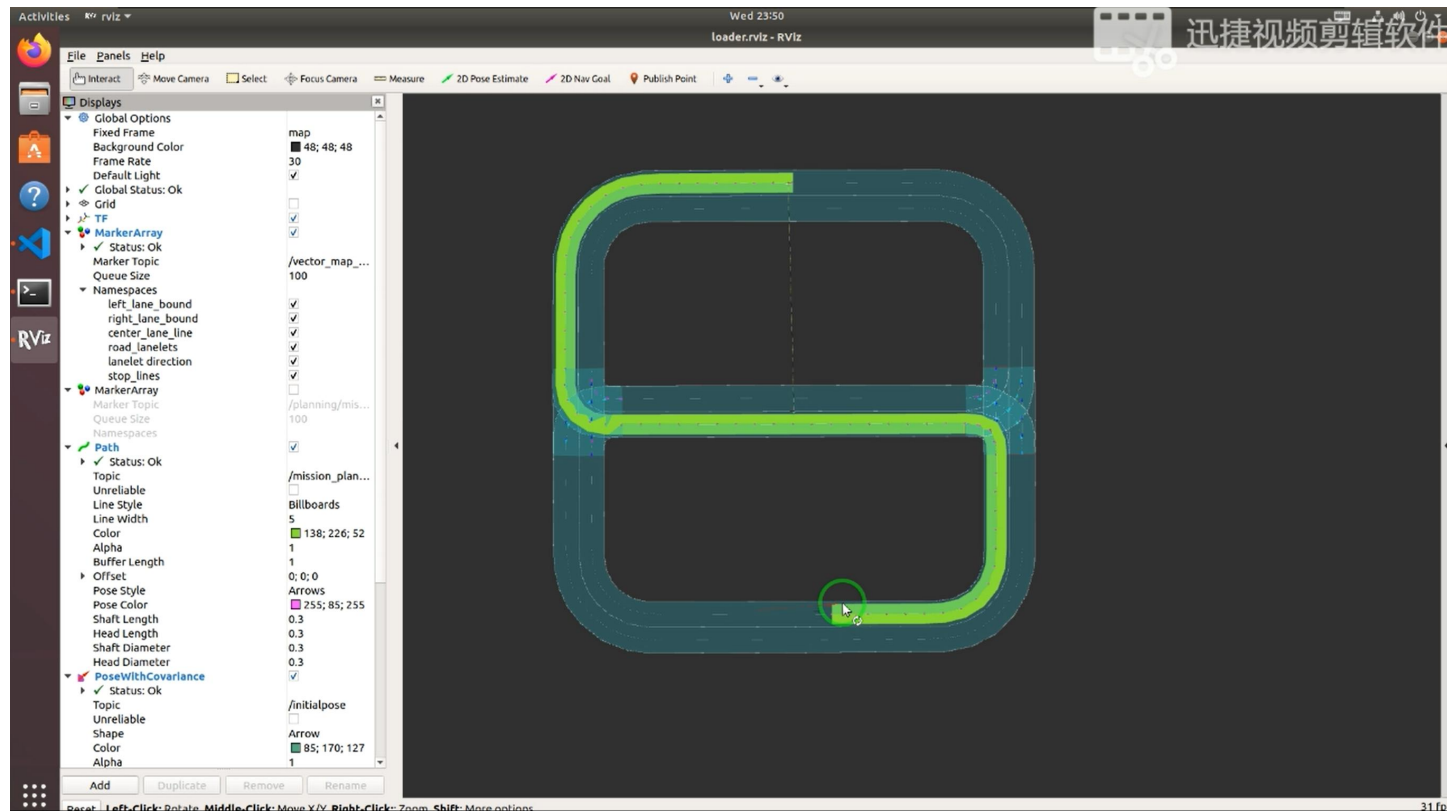 Activities
RViz rviz
Wed 23:50
迅捷视频剪辑软件
loader.rviz - RViz
File Panels Help
Interact Move Camera Select Focus Camera Measure 2D Pose Estimate 2D Nav Goal Publish Point
Displays
Global Options
Fixed Frame map
Background Color 48; 48; 48
Frame Rate 30
Default Light
Global Status: Ok
Grid
TF
MarkerArray
Status: Ok
Marker Topic /vector_map_...
Queue Size 100
Namespaces
left_lane_bound
right_lane_bound
center_lane_line
road_lanelets
lanelet direction
stop_lines
MarkerArray
Marker Topic /planning/mis...
Queue Size 100
Namespaces
Path
Status: Ok
Topic /mission_plan...
Unreliable
Line Style Billboards
Line Width 5
Color 138; 226; 52
Alpha 1
Buffer Length 1
Offset 0; 0; 0
Pose Style Arrows
Pose Color 255; 85; 255
Shaft Length 0.3
Head Length 0.3
Shaft Diameter 0.3
Head Diameter 0.3
PoseWithCovariance
Status: Ok
Topic /initialpose
Unreliable
Shape Arrow
Color 85; 170; 127
Alpha 1
Add Duplicate Remove Rename
Reset Left-Click: Rotate. Middle-Click: Move X/Y. Right-Click:: Zoom. Shift: More options.
31 fp
RViz